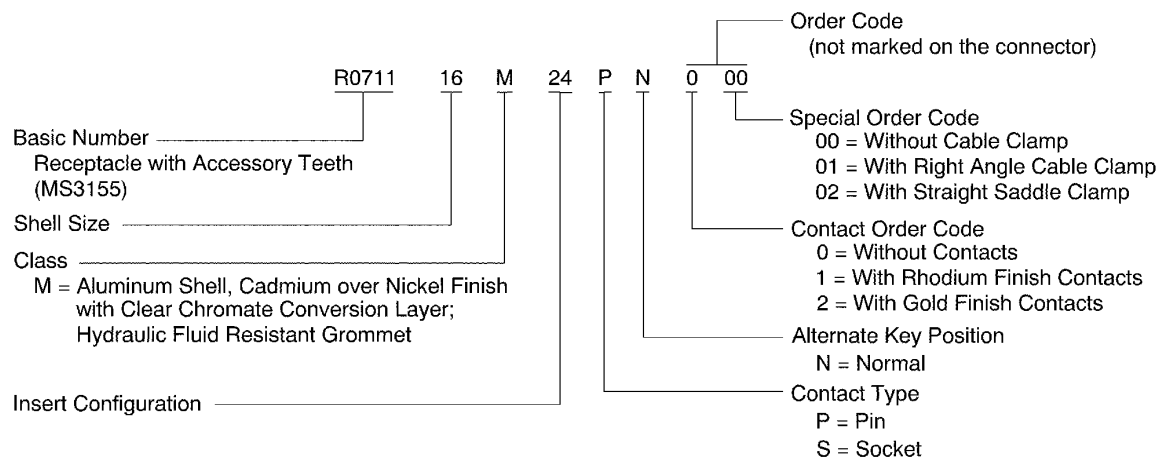 Order Code
(not marked on the connector)
R0711 16 M 24 P N 0 00
Basic Number
Receptacle with Accessory Teeth
(MS3155)
Shell Size
Class
M = Aluminum Shell, Cadmium over Nickel Finish
with Clear Chromate Conversion Layer;
Hydraulic Fluid Resistant Grommet
Insert Configuration
Special Order Code
00 = Without Cable Clamp
01 = With Right Angle Cable Clamp
02 = With Straight Saddle Clamp
Contact Order Code
0 = Without Contacts
1 = With Rhodium Finish Contacts
2 = With Gold Finish Contacts
Alternate Key Position
N = Normal
Contact Type
P = Pin
S = Socket